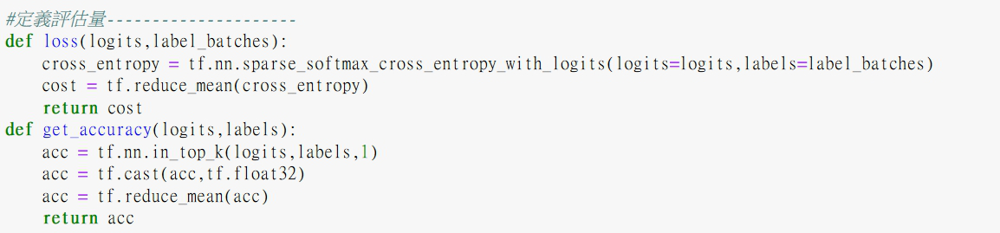 #定義評估量---------------------
def loss(logits,label_batches):
    cross_entropy = tf.nn.sparse_softmax_cross_entropy_with_logits(logits=logits,labels=label_batches)
    cost = tf.reduce_mean(cross_entropy)
    return cost
def get_accuracy(logits,labels):
    acc = tf.nn.in_top_k(logits,labels,1)
    acc = tf.cast(acc,tf.float32)
    acc = tf.reduce_mean(acc)
    return acc